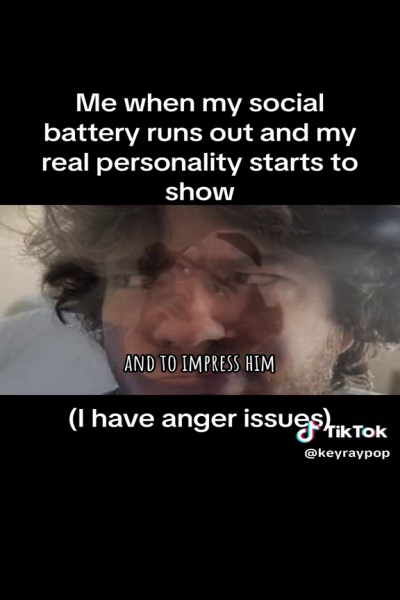 Me when my social
battery runs out and my
real personality starts to
show
AND TO IMPRESS HIM
(I have anger issues)
TikTok
@keyraypop